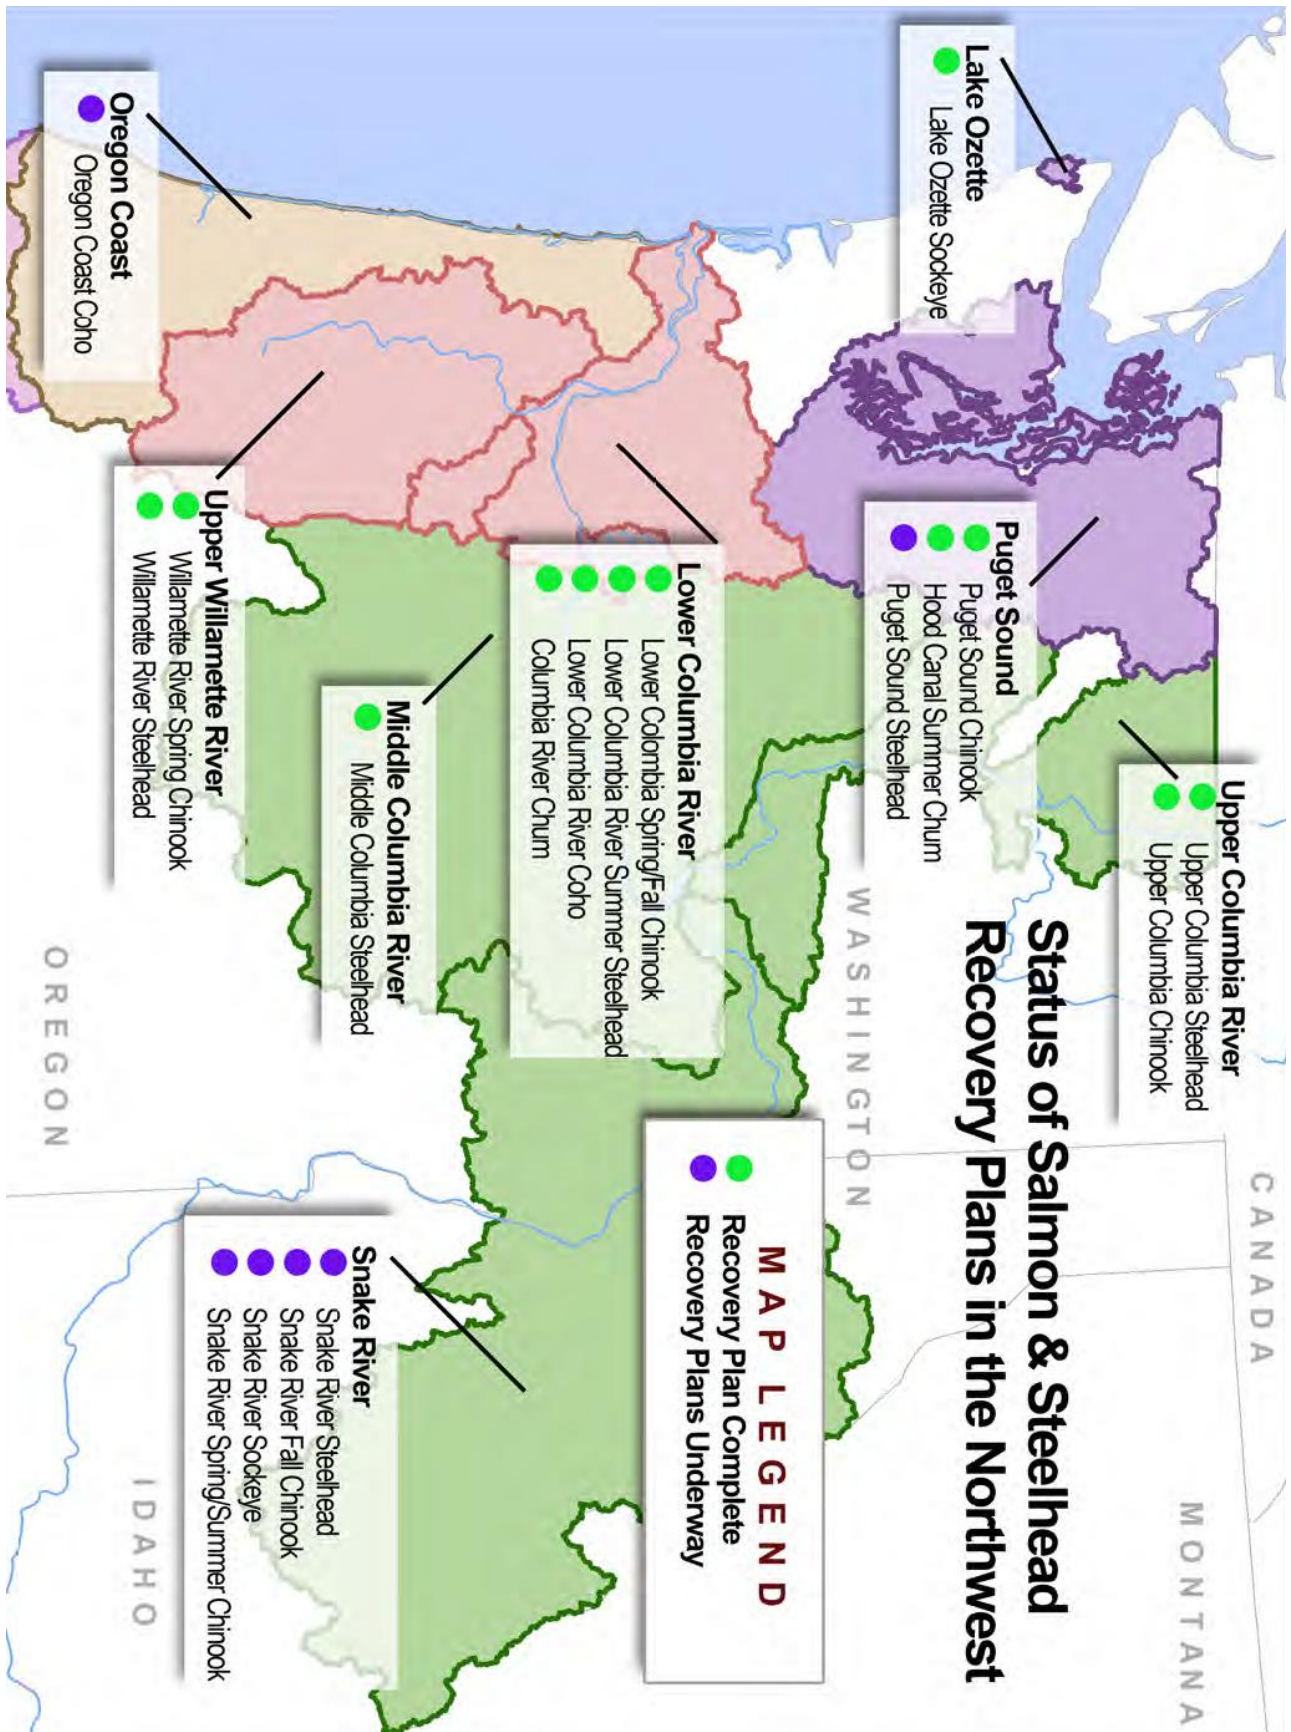 Status of Salmon & Steelhead
Recovery Plans in the Northwest
CANADA
MONTANA
WASHINGTON
OREGON
IDAHO
Lake Ozette
Lake Ozette Sockeye
Puget Sound
Puget Sound Chinook
Hood Canal Summer Chum
Puget Sound Steelhead
Upper Columbia River
Upper Columbia Steelhead
Upper Columbia Chinook
Lower Columbia River
Lower Colombia Spring/Fall Chinook
Lower Columbia River Summer Steelhead
Lower Columbia River Coho
Columbia River Chum
Middle Columbia River
Middle Columbia Steelhead
Oregon Coast
Oregon Coast Coho
Upper Willamette River
Willamette River Spring Chinook
Willamette River Steelhead
MAP LEGEND
Recovery Plan Complete
Recovery Plans Underway
Snake River
Snake River Steelhead
Snake River Fall Chinook
Snake River Sockeye
Snake River Spring/Summer Chinook